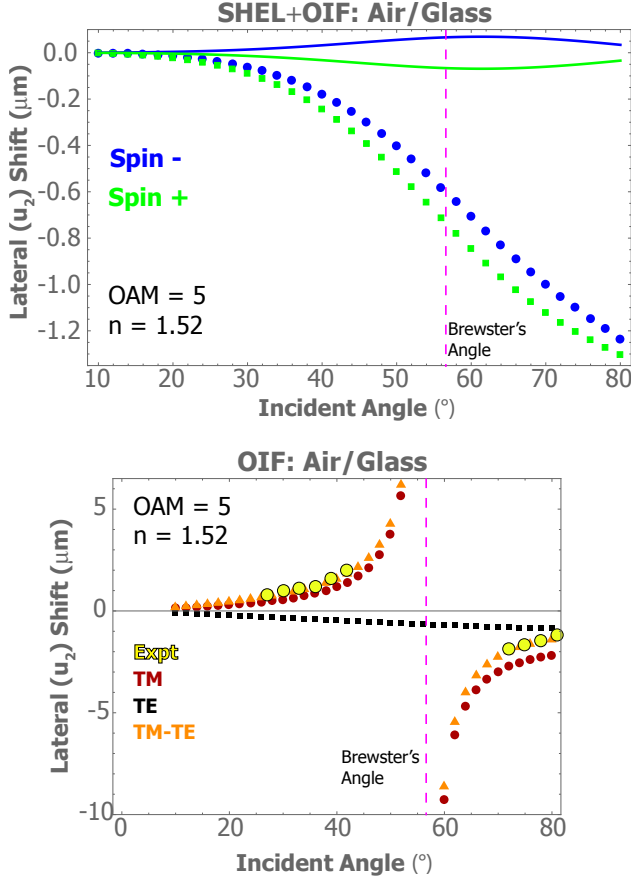 SHEL+OIF: Air/Glass
Lateral (u₂) Shift (μm)
0.0
-0.2
-0.4
-0.6
-0.8
-1.0
-1.2
Spin -
Spin +
OAM = 5
n = 1.52
Brewster's
Angle
10 20 30 40 50 60 70 80
Incident Angle (°)
OIF: Air/Glass
Lateral (u₂) Shift (μm)
5
0
-5
-10
OAM = 5
n = 1.52
Expt
TM
TE
TM-TE
Brewster's
Angle
0 20 40 60 80
Incident Angle (°)